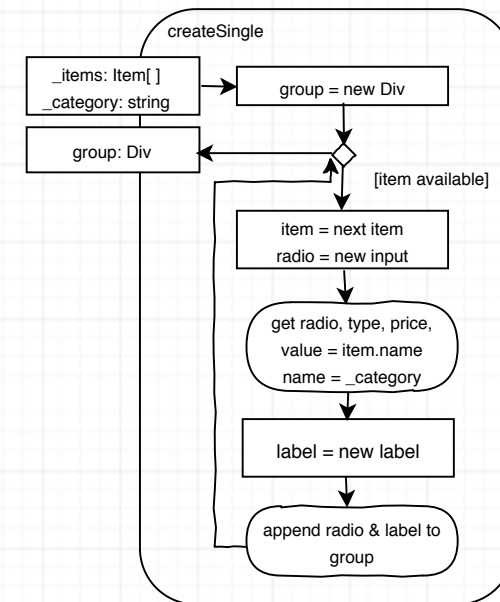 createSingle
_items: Item[ ]
_category: string
group = new Div
group: Div
[item available]
item = next item
radio = new input
get radio, type, price,
value = item.name
name = _category
label = new label
append radio & label to
group